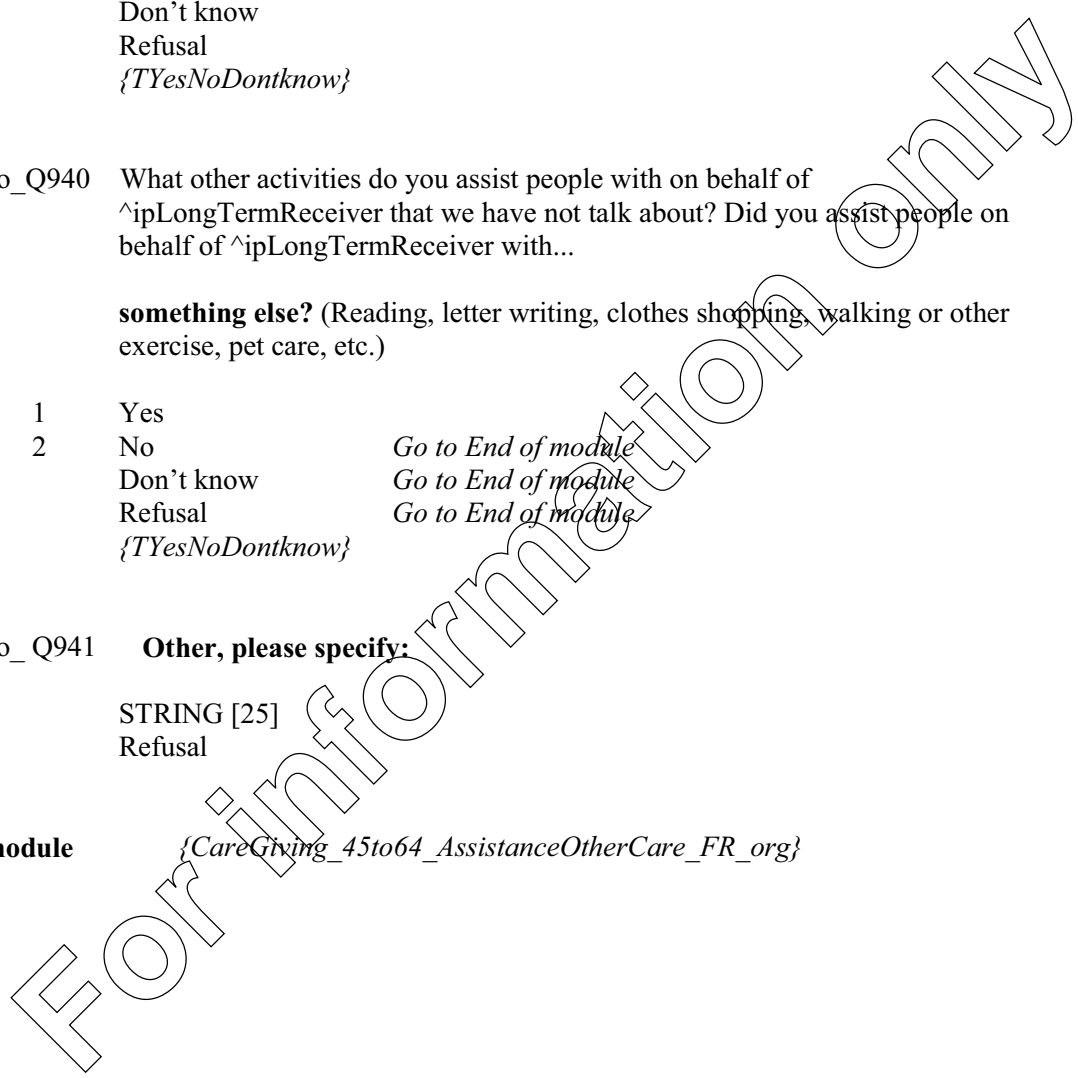 Don’t know
Refusal
{TYesNoDontknow}
o_Q940 What other activities do you assist people with on behalf of
^ipLongTermReceiver that we have not talk about? Did you assist people on
behalf of ^ipLongTermReceiver with...
something else? (Reading, letter writing, clothes shopping, walking or other
exercise, pet care, etc.)
1 Yes
2 No Go to End of module
Don’t know Go to End of module
Refusal Go to End of module
{TYesNoDontknow}
o_ Q941 Other, please specify:
STRING [25]
Refusal
nodule {CareGiving_45to64_AssistanceOtherCare_FR_org}
For information only